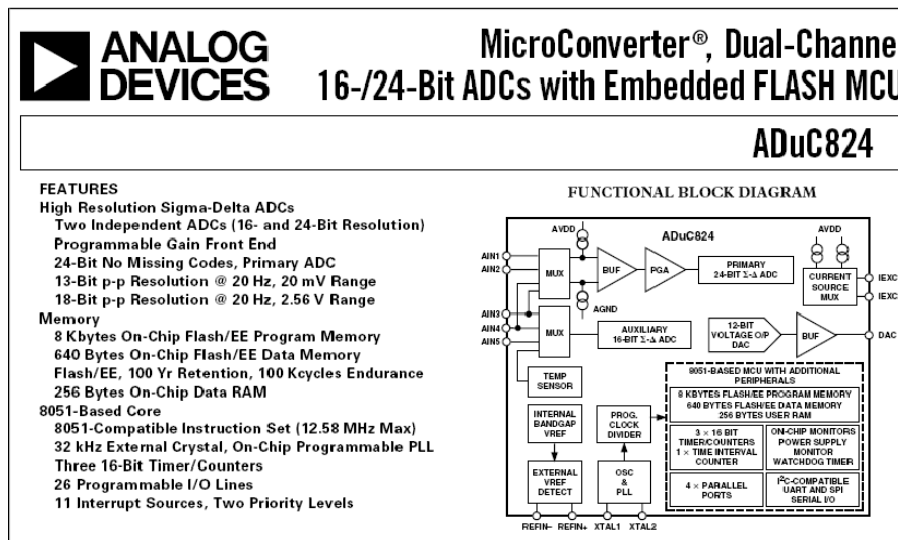 ANALOG
DEVICES
MicroConverter®, Dual-Channe
16-/24-Bit ADCs with Embedded FLASH MCU
ADuC824
FEATURES
High Resolution Sigma-Delta ADCs
Two Independent ADCs (16- and 24-Bit Resolution)
Programmable Gain Front End
24-Bit No Missing Codes, Primary ADC
13-Bit p-p Resolution @ 20 Hz, 20 mV Range
18-Bit p-p Resolution @ 20 Hz, 2.56 V Range
Memory
8 Kbytes On-Chip Flash/EE Program Memory
640 Bytes On-Chip Flash/EE Data Memory
Flash/EE, 100 Yr Retention, 100 Kcycles Endurance
256 Bytes On-Chip Data RAM
8051-Based Core
8051-Compatible Instruction Set (12.58 MHz Max)
32 kHz External Crystal, On-Chip Programmable PLL
Three 16-Bit Timer/Counters
26 Programmable I/O Lines
11 Interrupt Sources, Two Priority Levels
FUNCTIONAL BLOCK DIAGRAM
AVDD
ADuC824
AVDD
AIN1
AIN2
MUX
BUF
PGA
PRIMARY
24-BIT Σ-Δ ADC
CURRENT
SOURCE
MUX
IEXC
IEXC
AGND
AIN3
AIN4
AIN5
MUX
AUXILIARY
16-BIT Σ-Δ ADC
12-BIT
VOLTAGE O/P
DAC
BUF
DAC
TEMP
SENSOR
8051-BASED MCU WITH ADDITIONAL
PERIPHERALS
8 KBYTES FLASH/EE PROGRAM MEMORY
640 BYTES FLASH/EE DATA MEMORY
256 BYTES USER RAM
INTERNAL
BANDGAP
VREF
PROG.
CLOCK
DIVIDER
3 × 16 BIT
TIMER/COUNTERS
1 × TIME INTERVAL
COUNTER
ON-CHIP MONITORS
POWER SUPPLY
MONITOR
WATCHDOG TIMER
EXTERNAL
VREF
DETECT
OSC
&
PLL
4 × PARALLEL
PORTS
I²C-COMPATIBLE
UART AND SPI
SERIAL I/O
REFIN– REFIN+ XTAL1 XTAL2